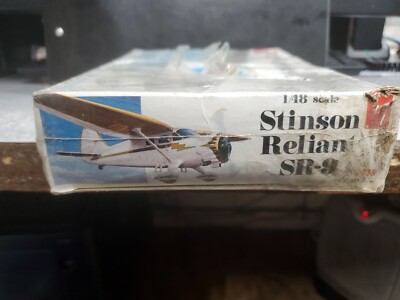 1/48 scale
Stinson
Relian
SR-9